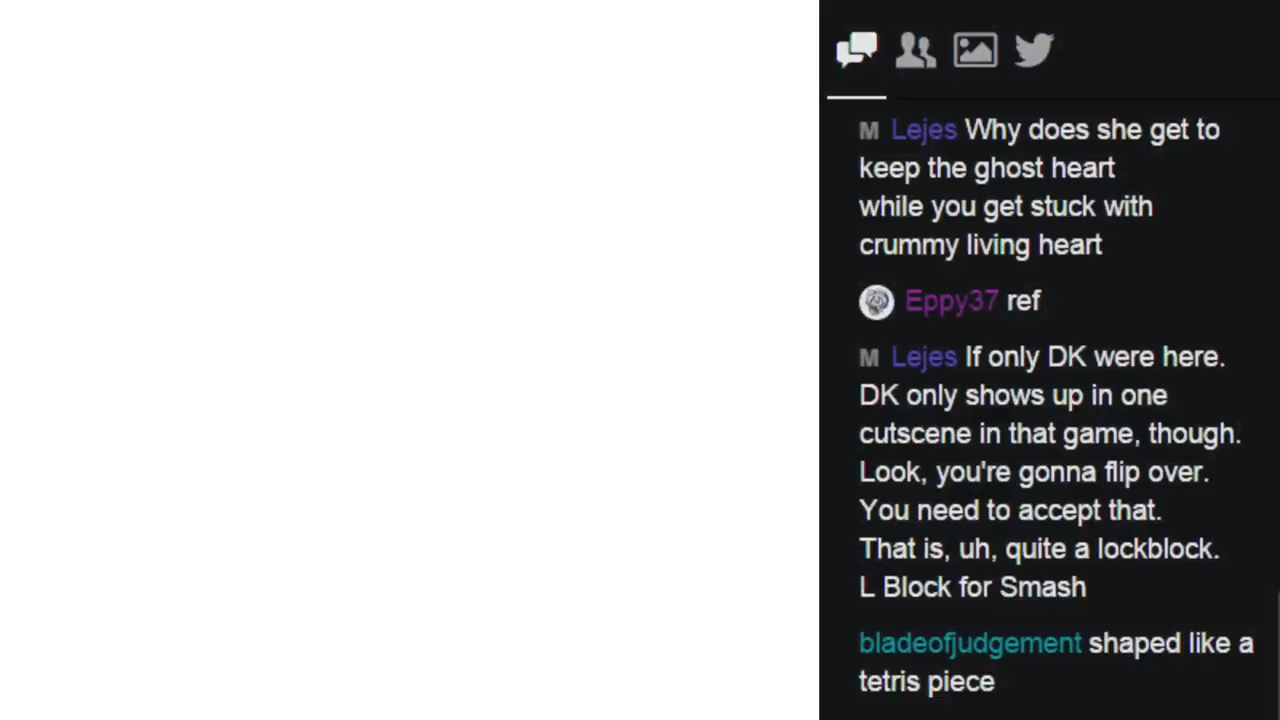 M Lejes Why does she get to
keep the ghost heart
while you get stuck with
crummy living heart
Eppy37 ref
M Lejes If only DK were here.
DK only shows up in one
cutscene in that game, though.
Look, you're gonna flip over.
You need to accept that.
That is, uh, quite a lockblock.
L Block for Smash
bladeofjudgement shaped like a
tetris piece